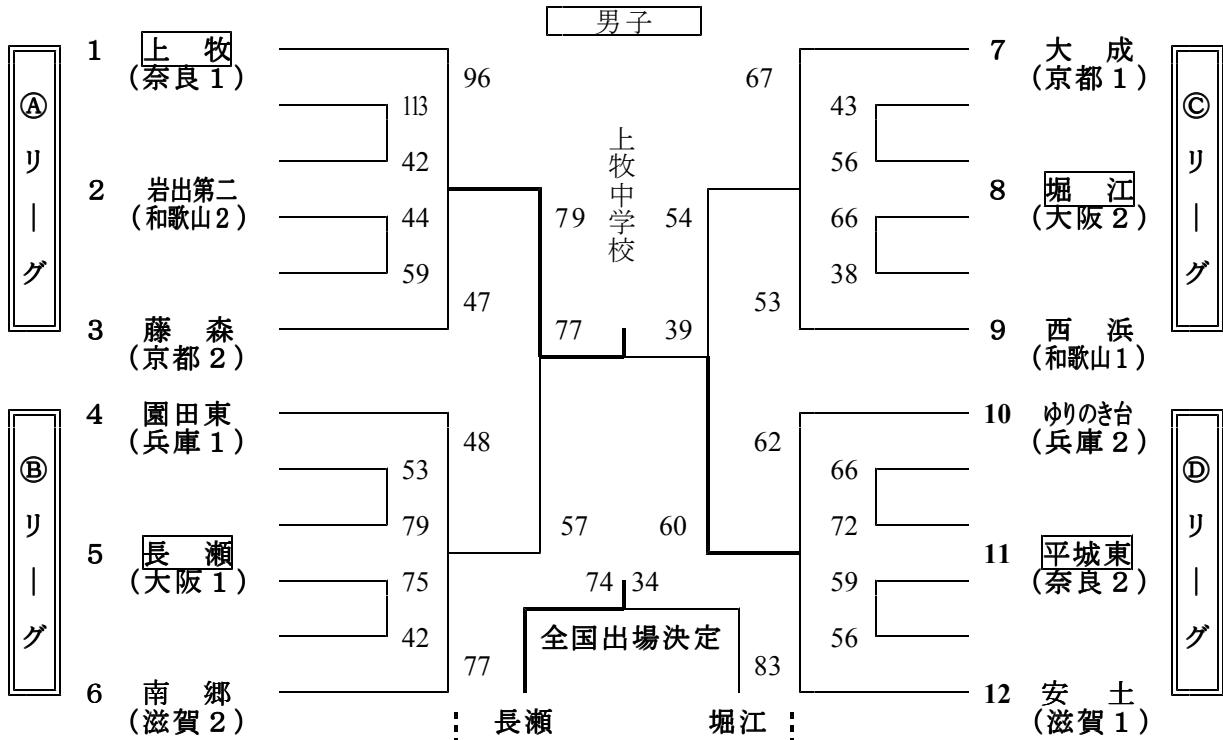 男子
1 上 牧
(奈良1)
96
113
42
2 岩出第二
(和歌山2)
44
59
47
3 藤 森
(京都2)
Ⓐリーグ
4 園田東
(兵庫1)
48
53
79
5 長 瀬
(大阪1)
75
42
77
6 南 郷
(滋賀2)
Ⓑリーグ
79
57
77
上牧中学校
39
54
60
7 大 成
(京都1)
67
43
56
8 堀 江
(大阪2)
66
38
53
9 西 浜
(和歌山1)
Ⓒリーグ
10 ゆりのき台
(兵庫2)
62
66
72
11 平城東
(奈良2)
59
56
83
12 安 土
(滋賀1)
Ⓓリーグ
74 34
全国出場決定
長瀬 堀江